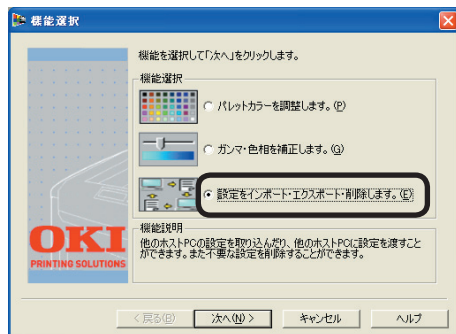 機能選択
機能を選択して「次へ」をクリックします。
機能選択
パレットカラーを調整します。(P)
ガンマ・色相を補正します。(G)
設定をインポート・エクスポート・削除します。(E)
機能説明
他のホストPCの設定を取り込んだり、他のホストPCに設定を渡すこと
ができます。また不要な設定を削除することができます。
OKI
PRINTING SOLUTIONS
< 戻る(B)
次へ(N) >
キャンセル
ヘルプ